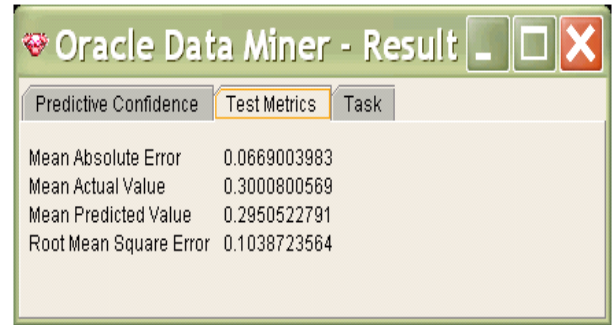 Oracle Data Miner - Result
Predictive Confidence Test Metrics Task
Mean Absolute Error 0.0669003983
Mean Actual Value 0.3000800569
Mean Predicted Value 0.2950522791
Root Mean Square Error 0.1038723564